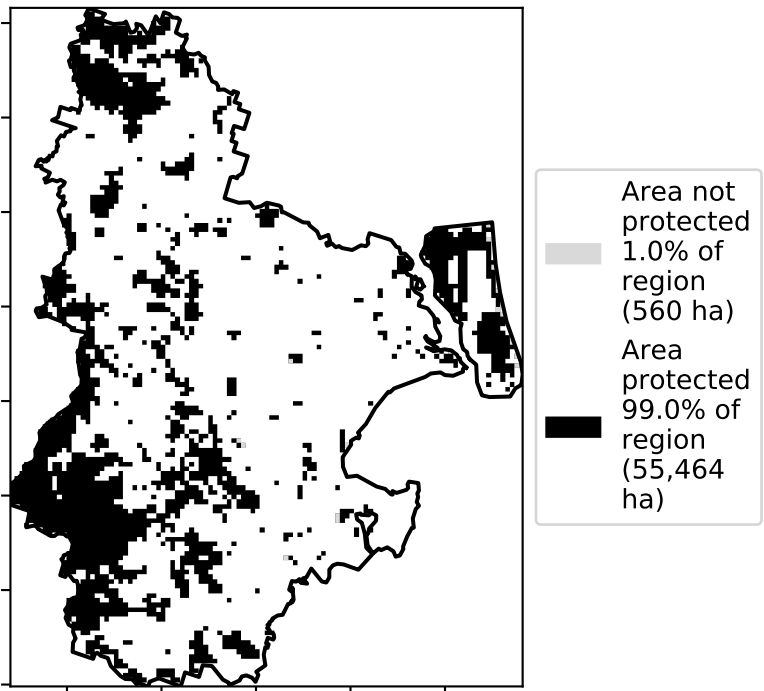 Area not
protected
1.0% of
region
(560 ha)
Area
protected
99.0% of
region
(55,464
ha)